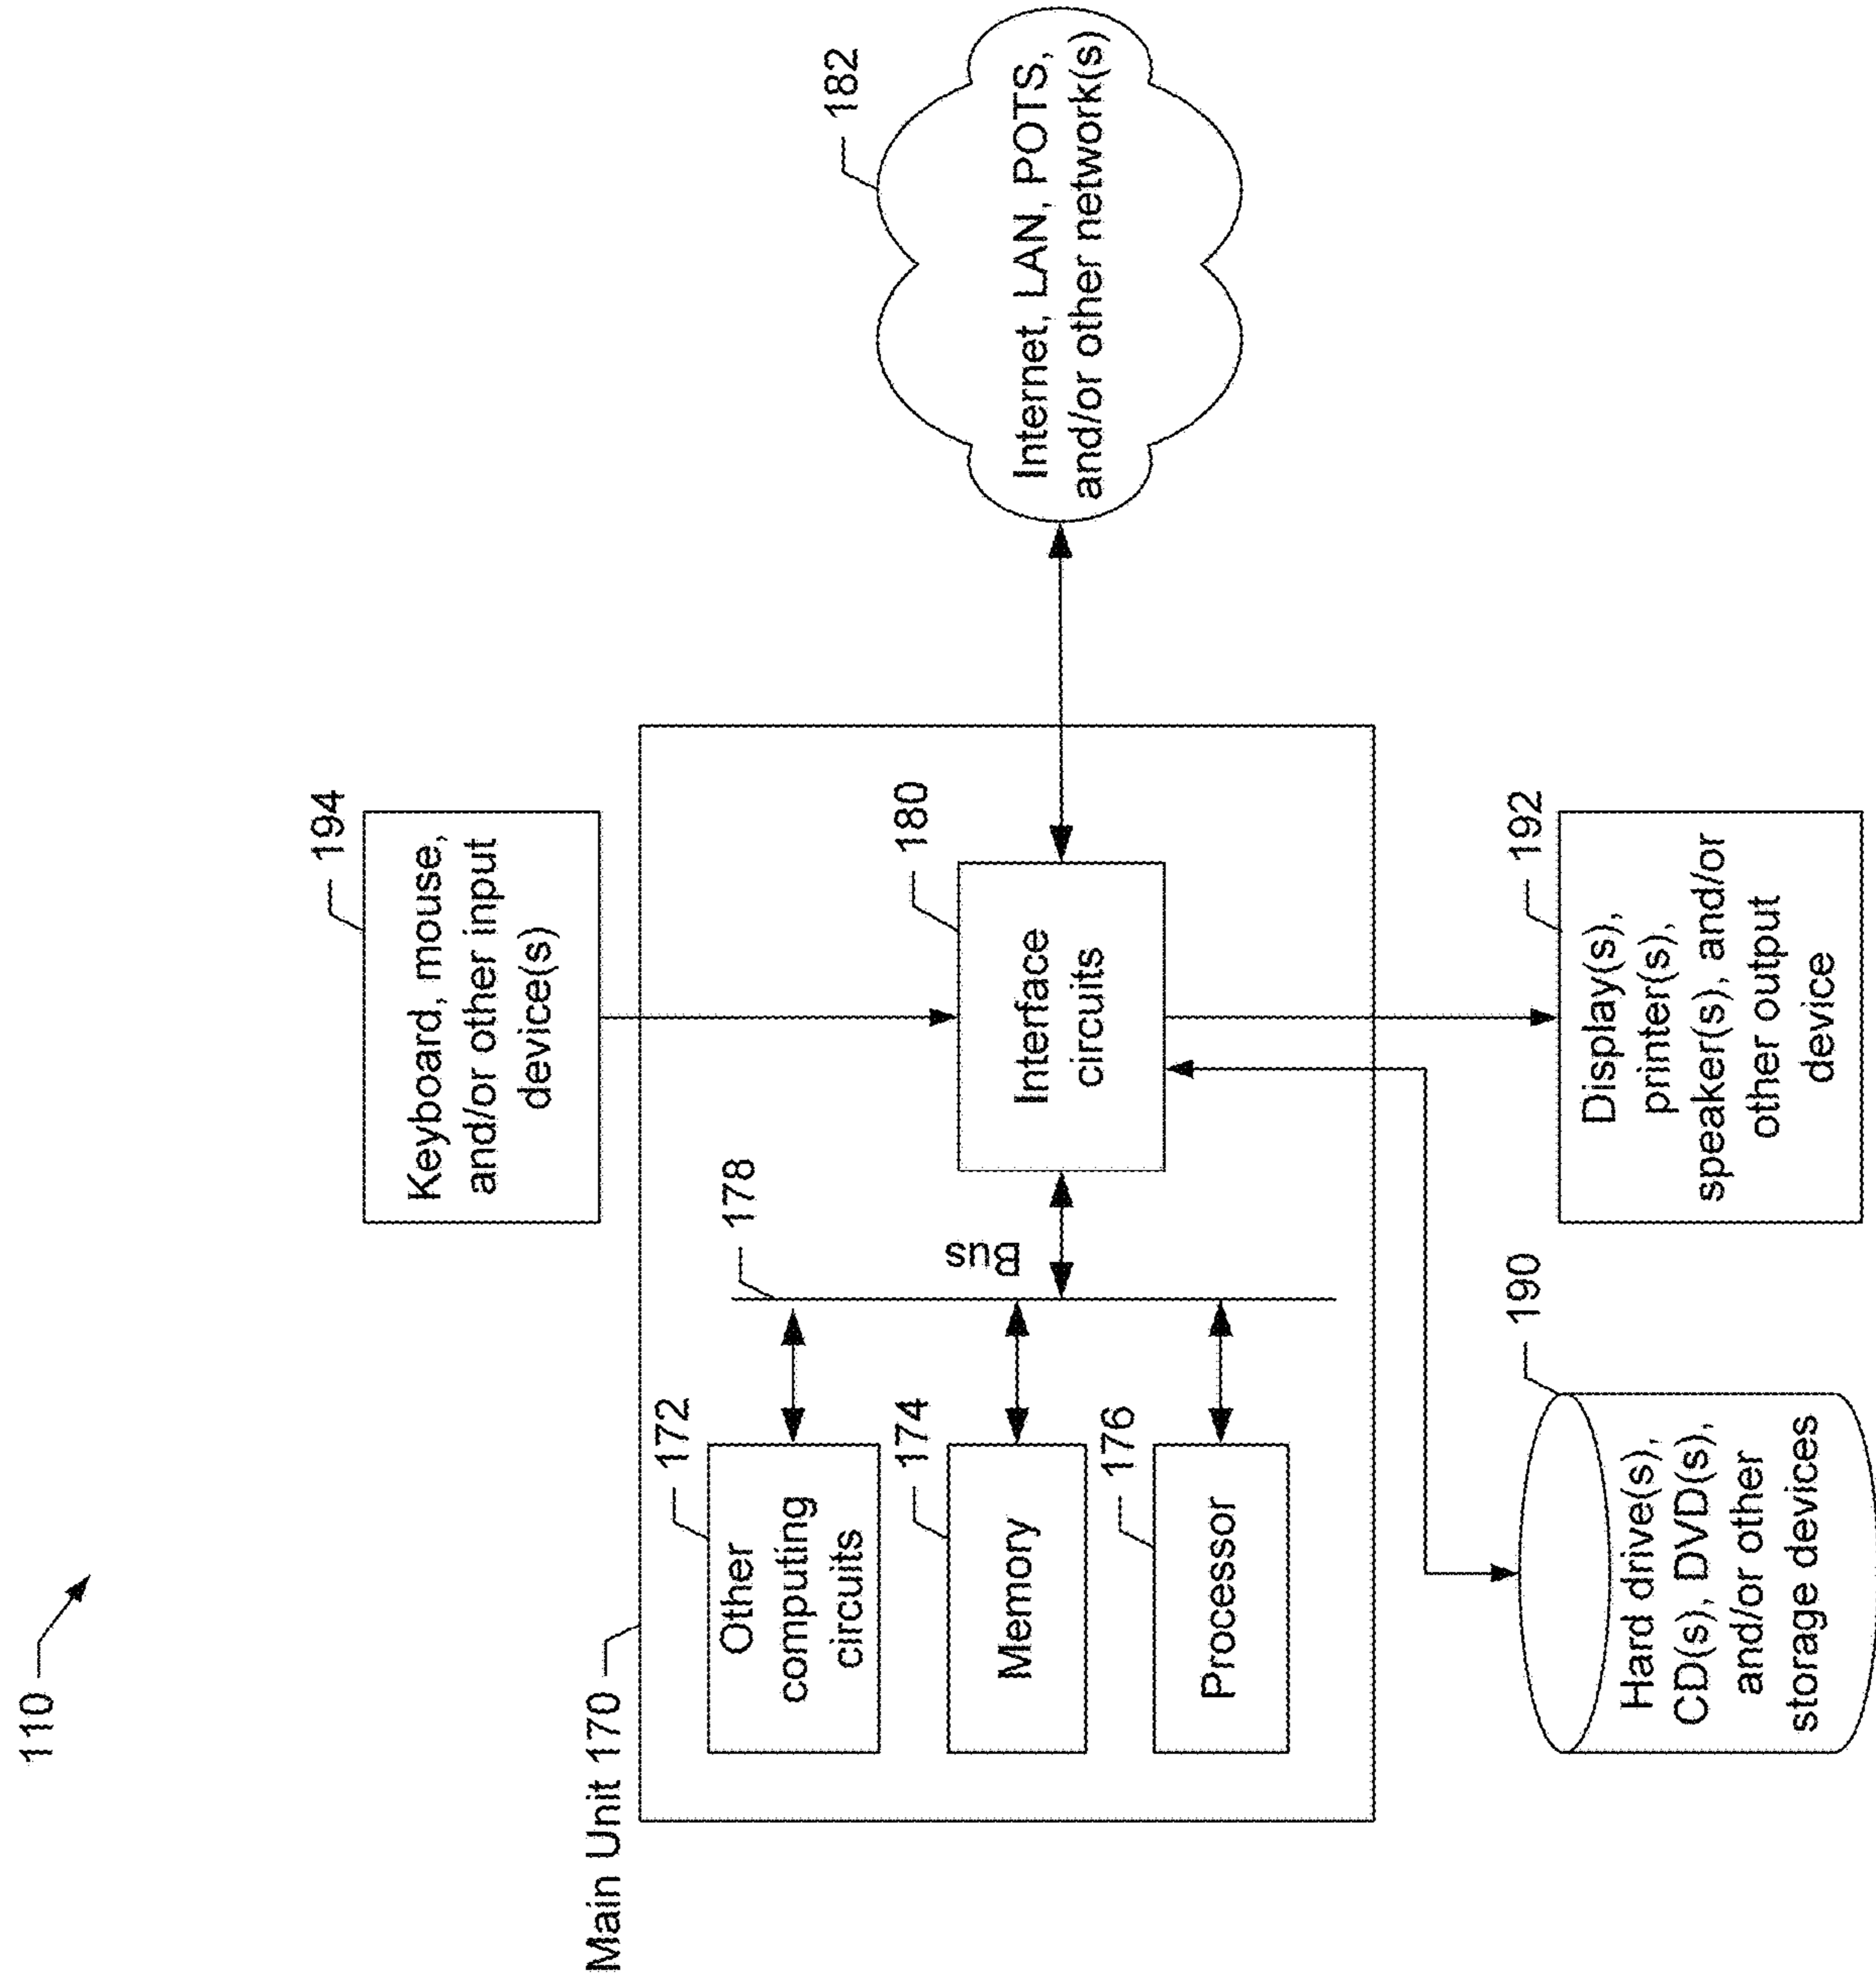 110
194
Keyboard, mouse,
and/or other input
device(s)
Main Unit 170
172
Other
computing
circuits
174
Memory
176
Processor
178
Bus
180
Interface
circuits
182
Internet, LAN, POTS,
and/or other network(s)
190
Hard drive(s),
CD(s), DVD(s),
and/or other
storage devices
192
Display(s),
printer(s),
speaker(s), and/or
other output
device